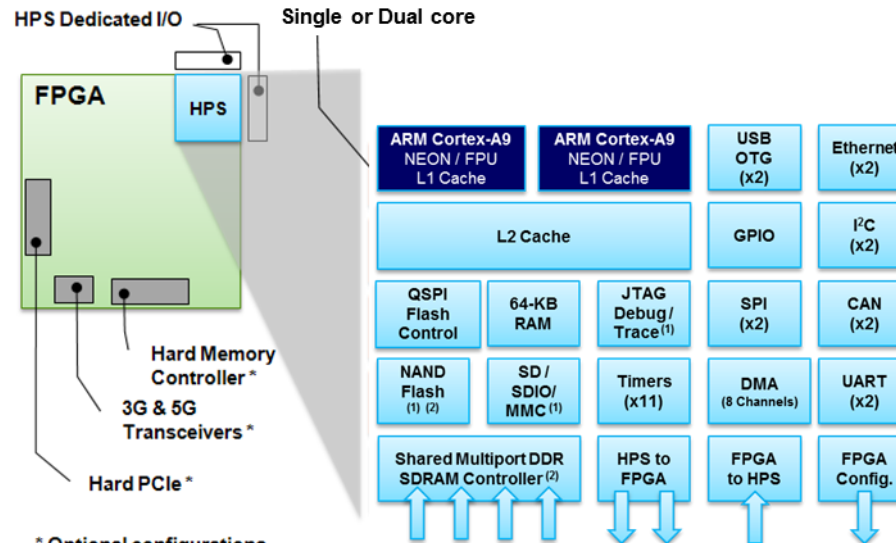 HPS Dedicated I/O
Single or Dual core
FPGA
HPS
Hard Memory
Controller *
3G & 5G
Transceivers *
Hard PCIe *
* Optional configurations
ARM Cortex-A9
NEON / FPU
L1 Cache
ARM Cortex-A9
NEON / FPU
L1 Cache
USB
OTG
(x2)
Ethernet
(x2)
L2 Cache
GPIO
I²C
(x2)
QSPI
Flash
Control
64-KB
RAM
JTAG
Debug/
Trace(1)
SPI
(x2)
CAN
(x2)
NAND
Flash
(1) (2)
SD/
SDIO/
MMC(1)
Timers
(x11)
DMA
(8 Channels)
UART
(x2)
Shared Multiport DDR
SDRAM Controller(2)
HPS to
FPGA
FPGA
to HPS
FPGA
Config.